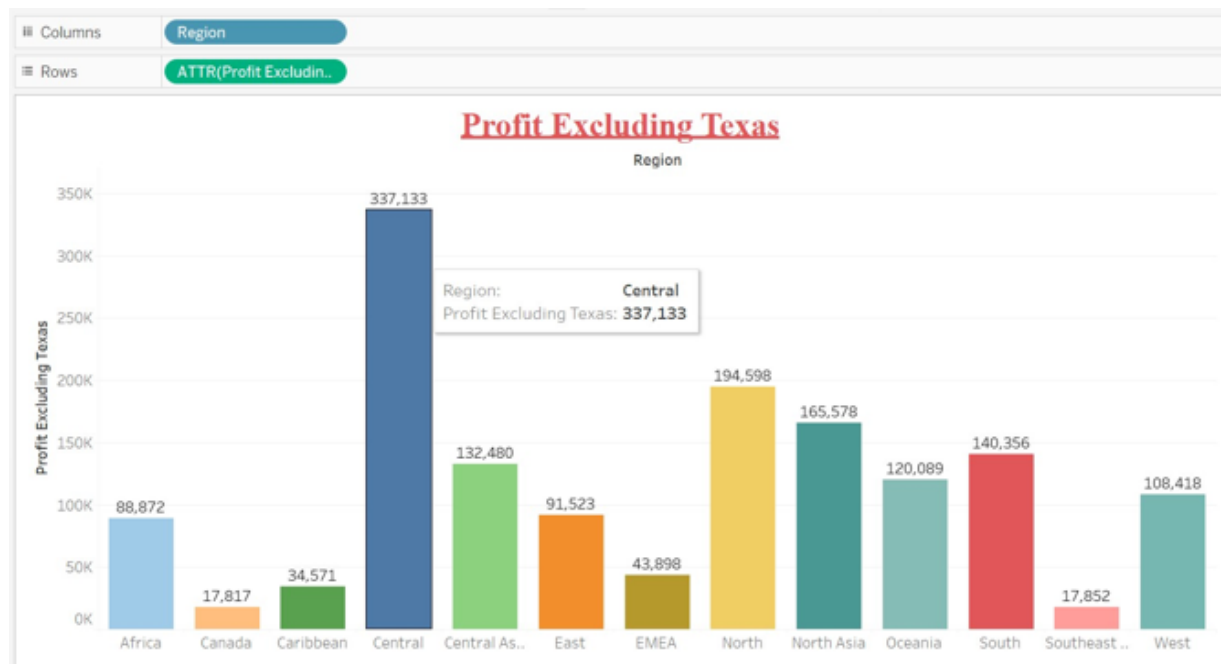 Columns Region
Rows ATTR(Profit Excludin..
Profit Excluding Texas
Region
Profit Excluding Texas
350K
300K
250K
200K
150K
100K
50K
0K
337,133
Region: Central
Profit Excluding Texas: 337,133
194,598
165,578
140,356
132,480
120,089
108,418
91,523
88,872
43,898
34,571
17,817
17,852
Africa Canada Caribbean Central Central As.. East EMEA North North Asia Oceania South Southeast .. West